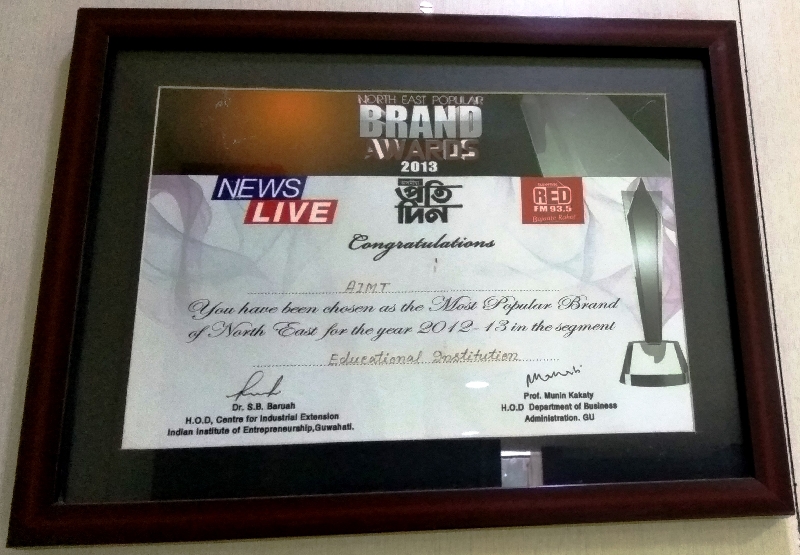 NORTH EAST POPULAR
BRAND
AWARDS
2013
NEWS
LIVE
প্রতি
দিন
RED
FM 93.5
Bajaate Raho!
Congratulations
AIMT
You have been chosen as the Most Popular Brand
of North East for the year 2012-13 in the segment
Educational Institution
Dr. S.B. Baruah
H.O.D, Centre for Industrial Extension
Indian Institute of Entrepreneurship,Guwahati.
Prof. Munin Kakaty
H.O.D Department of Business
Administration. GU